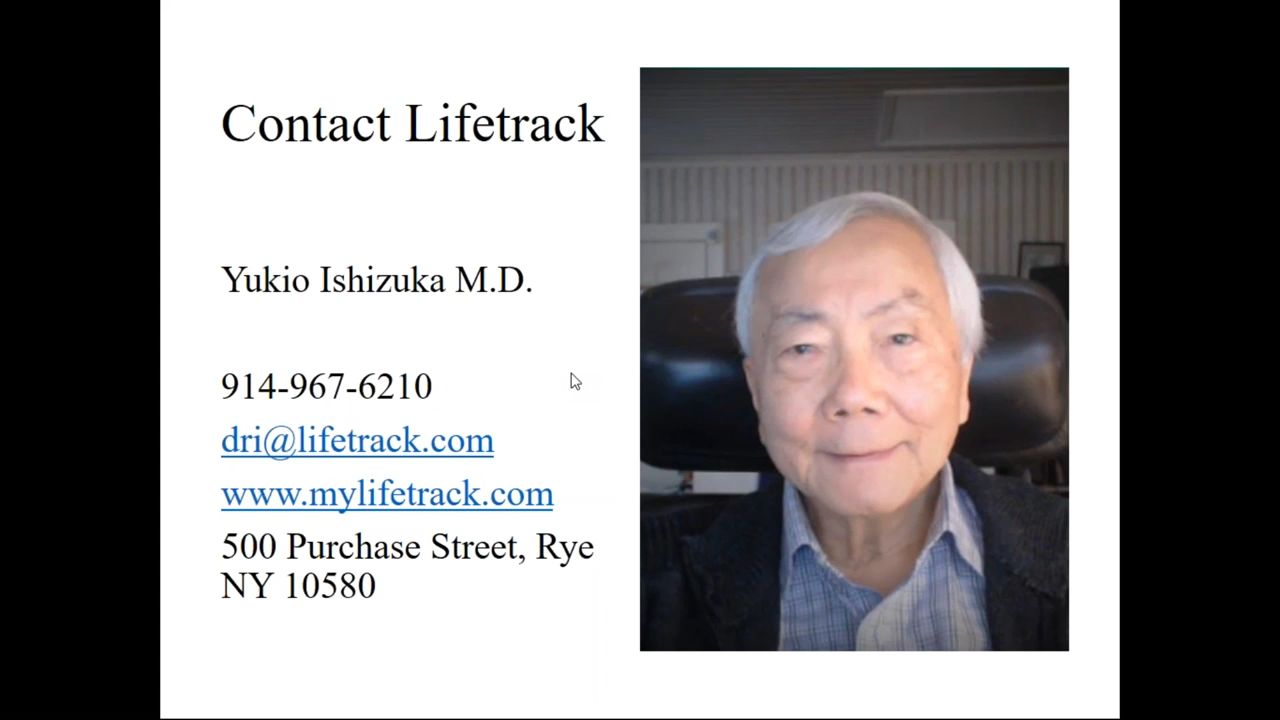 Contact Lifetrack
Yukio Ishizuka M.D.
914-967-6210
dri@lifetrack.com
www.mylifetrack.com
500 Purchase Street, Rye
NY 10580